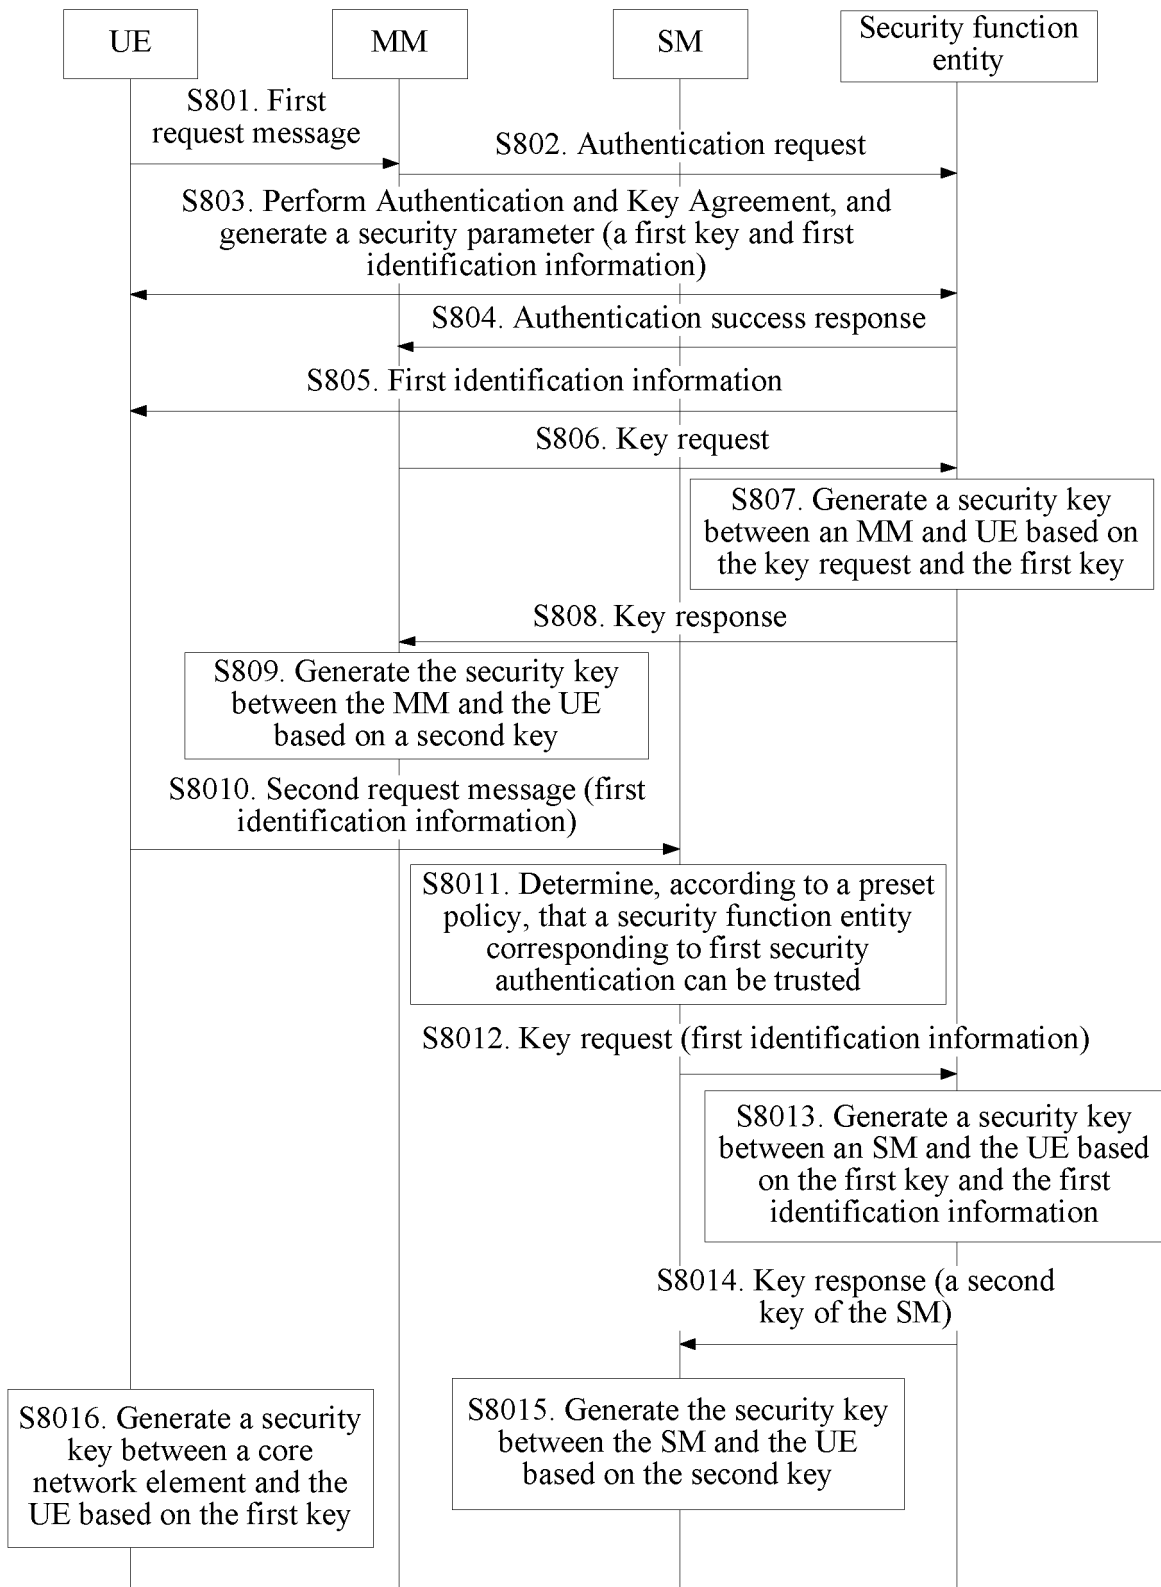 UE
MM
SM
Security function
entity
S801. First
request message
S802. Authentication request
S803. Perform Authentication and Key Agreement, and
generate a security parameter (a first key and first
identification information)
S804. Authentication success response
S805. First identification information
S806. Key request
S807. Generate a security key
between an MM and UE based on
the key request and the first key
S808. Key response
S809. Generate the security key
between the MM and the UE
based on a second key
S8010. Second request message (first
identification information)
S8011. Determine, according to a preset
policy, that a security function entity
corresponding to first security
authentication can be trusted
S8012. Key request (first identification information)
S8013. Generate a security key
between an SM and the UE based
on the first key and the first
identification information
S8014. Key response (a second
key of the SM)
S8016. Generate a security
key between a core
network element and the
UE based on the first key
S8015. Generate the security key
between the SM and the UE
based on the second key